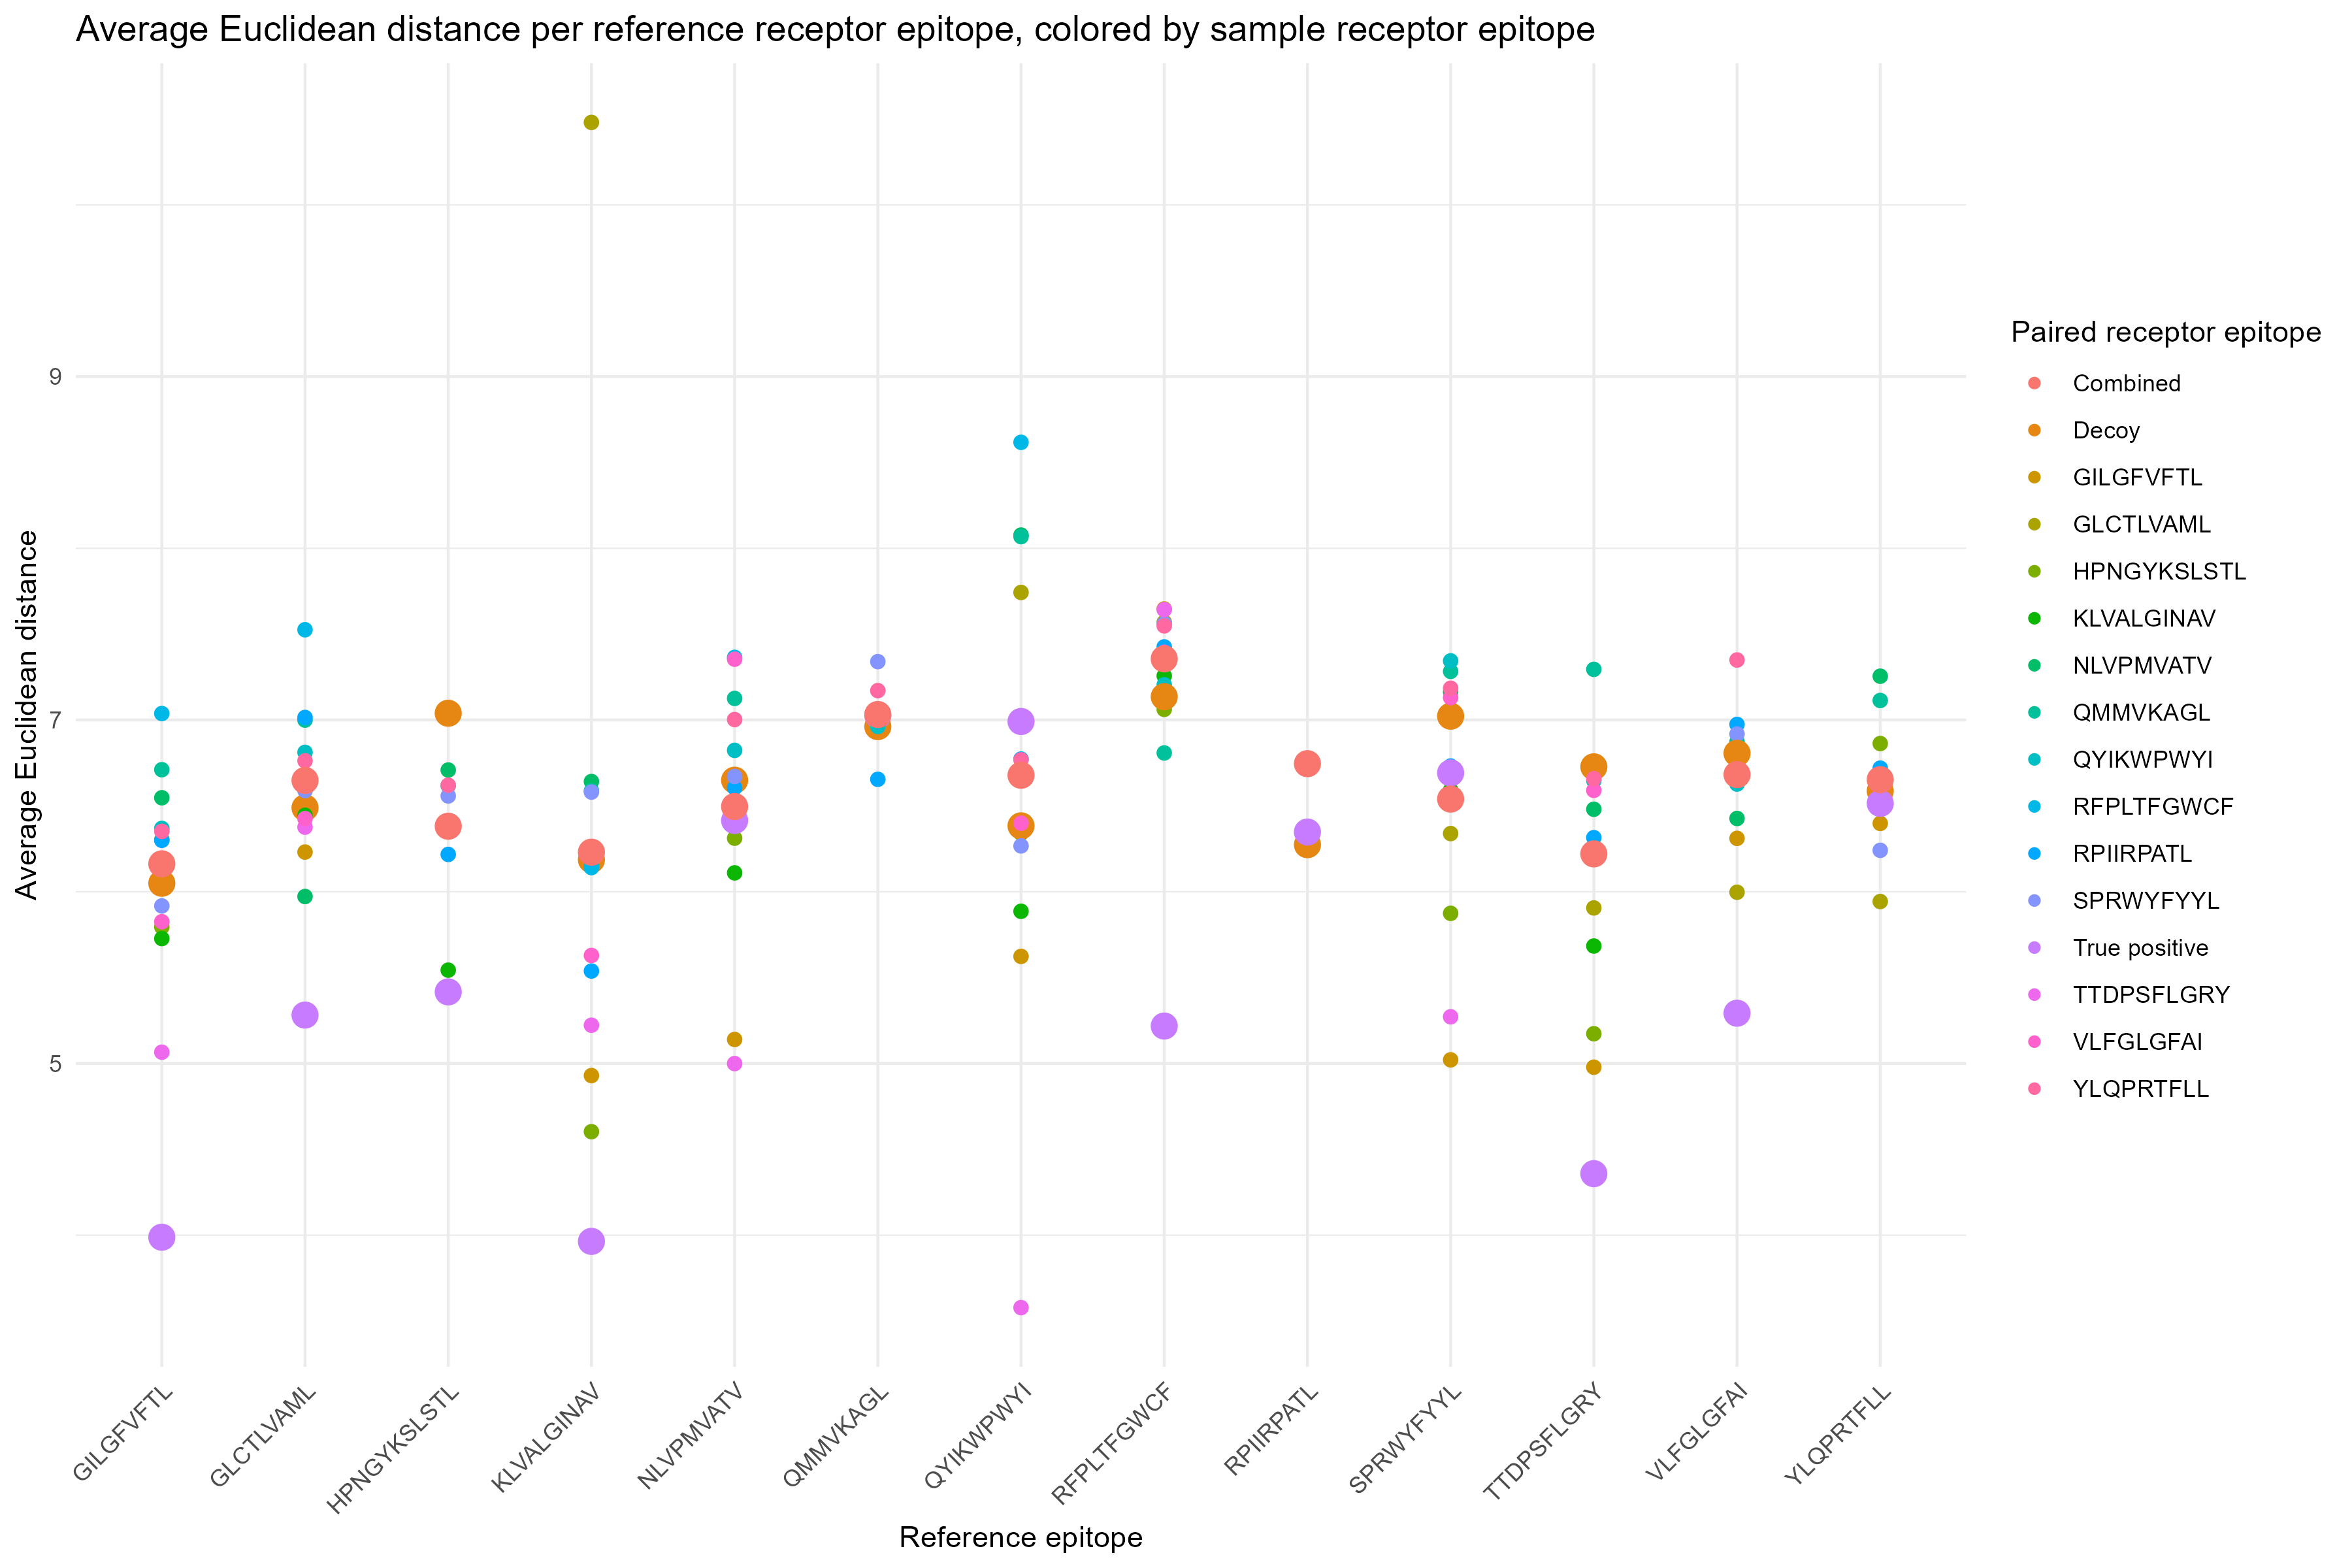 Average Euclidean distance per reference receptor epitope, colored by sample receptor epitope
Average Euclidean distance
9
7
5
GILGFVFTL
GLCTLVAML
HPNGYKSLSTL
KLVALGINAV
NLVPMVATV
QMMVKAGL
QYIKWPWYI
RFPLTFGWCF
RPIIRPATL
SPRWYFYYL
TTDPSFLGRY
VLFGLGFAI
YLQPRTFLL
Reference epitope
Paired receptor epitope
Combined
Decoy
GILGFVFTL
GLCTLVAML
HPNGYKSLSTL
KLVALGINAV
NLVPMVATV
QMMVKAGL
QYIKWPWYI
RFPLTFGWCF
RPIIRPATL
SPRWYFYYL
True positive
TTDPSFLGRY
VLFGLGFAI
YLQPRTFLL